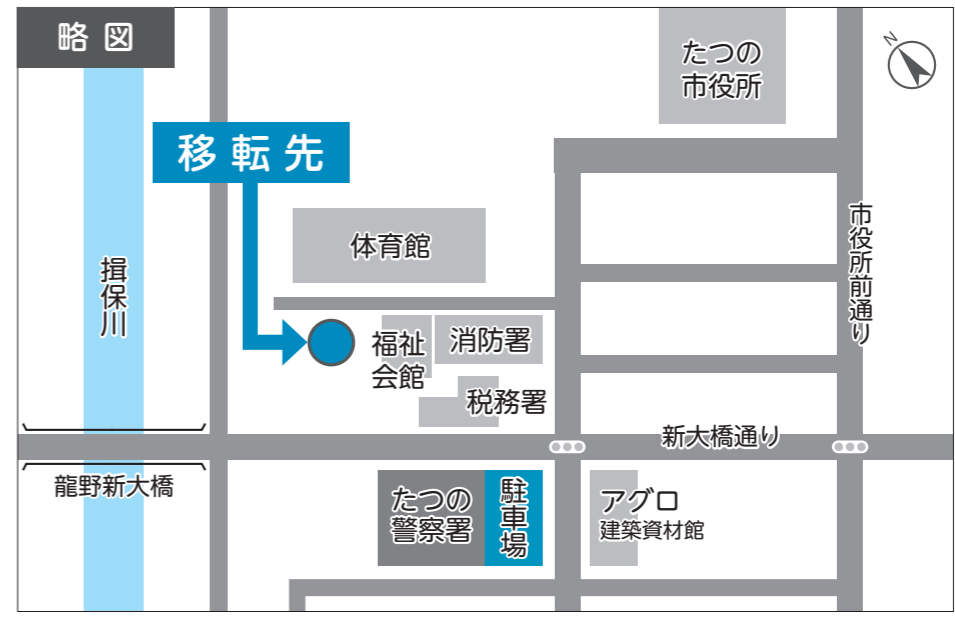 略図
N
たつの
市役所
移転先
体育館
市役所前通り
揖保川
福祉
会館
消防署
税務署
新大橋通り
龍野新大橋
たつの
警察署
駐車場
アグロ
建築資材館